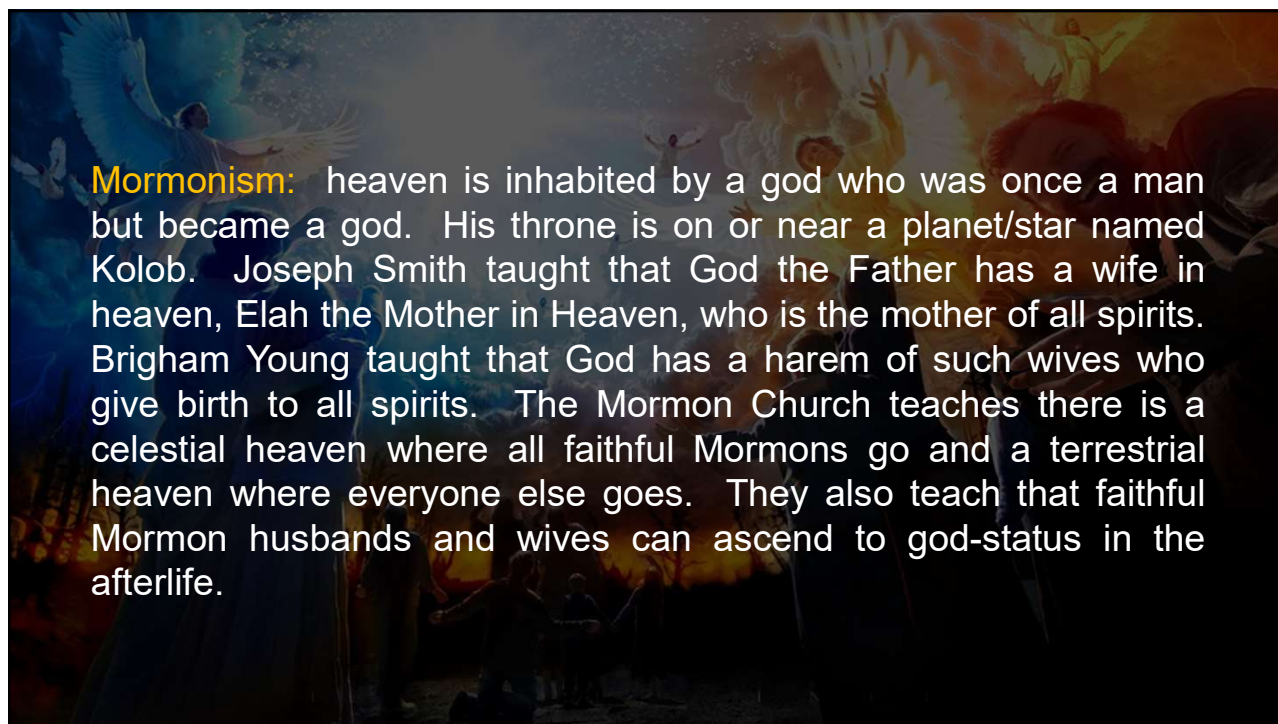 Mormonism:  heaven is inhabited by a god who was once a man
but became a god.  His throne is on or near a planet/star named
Kolob.  Joseph Smith taught that God the Father has a wife in
heaven, Elah the Mother in Heaven, who is the mother of all spirits.
Brigham Young taught that God has a harem of such wives who
give birth to all spirits.  The Mormon Church teaches there is a
celestial heaven where all faithful Mormons go and a terrestrial
heaven where everyone else goes.  They also teach that faithful
Mormon husbands and wives can ascend to god-status in the
afterlife.